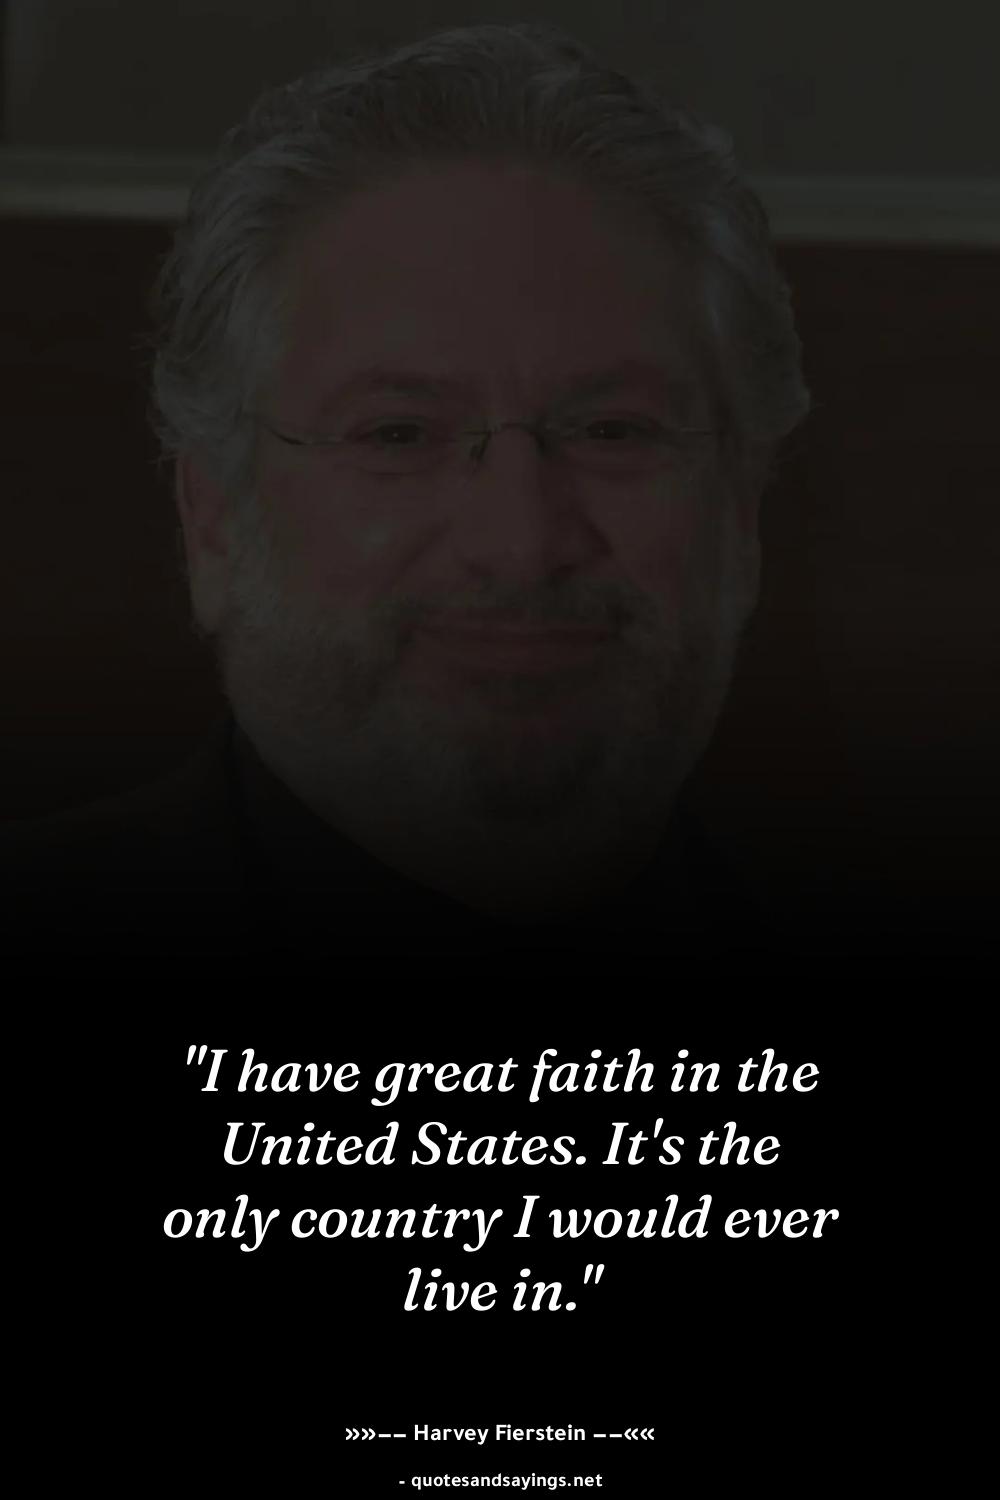 "I have great faith in the
United States. It's the
only country I would ever
live in."
»»−− Harvey Fierstein −−««
- quotesandsayings.net